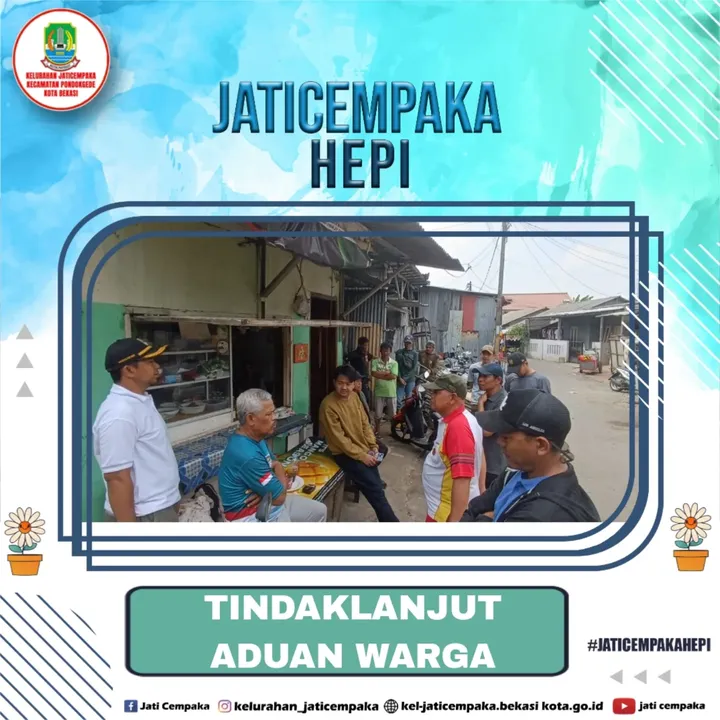 KELURAHAN JATICEMPAKA
KECAMATAN PONDOKGEDE
KOTA BEKASI
JATICEMPAKA
HEPI
TINDAKLANJUT
ADUAN WARGA
#JATICEMPAKAHEPI
Jati Cempaka kelurahan_jaticempaka kel-jaticempaka.bekasi kota.go.id jati cempaka